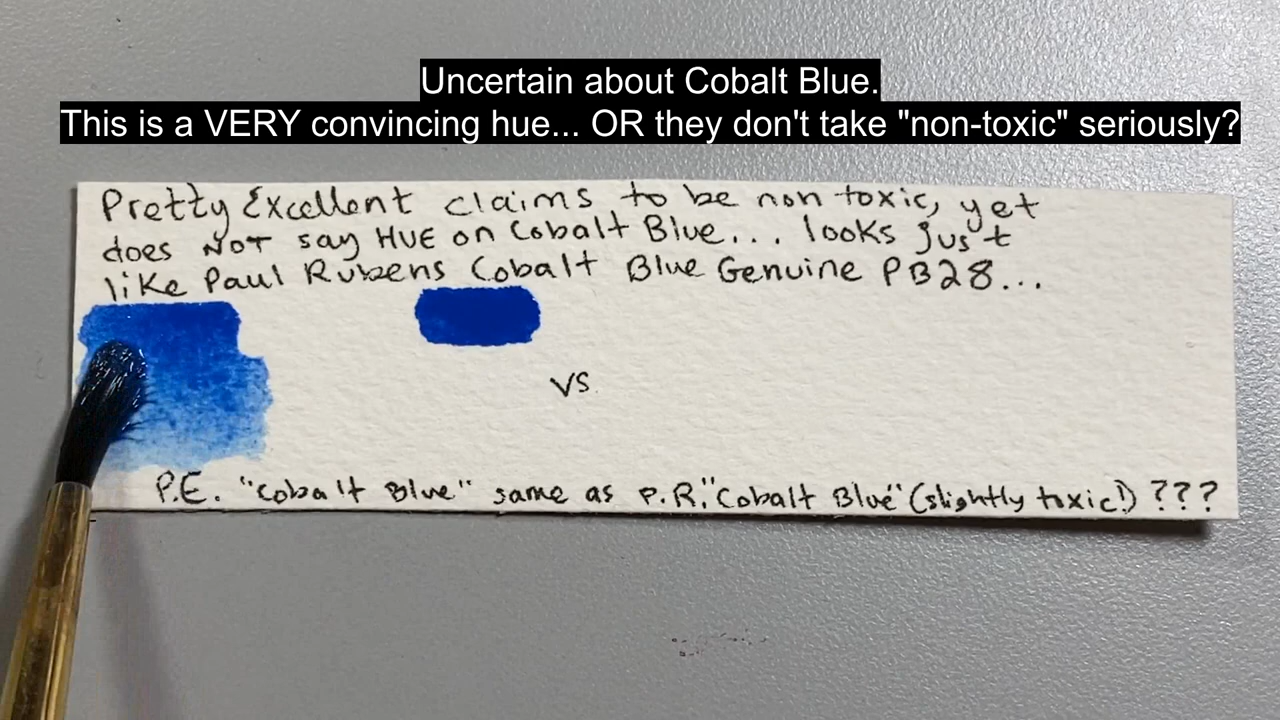 Uncertain about Cobalt Blue.
This is a VERY convincing hue... OR they don't take "non-toxic" seriously?
Pretty Excellent claims to be non toxic, yet
does NOT say HUE on Cobalt Blue... looks just
like Paul Rubens Cobalt Blue Genuine PB28...
vs
P.E. "Cobalt Blue" same as P.R. "Cobalt Blue" (slightly toxic!) ???